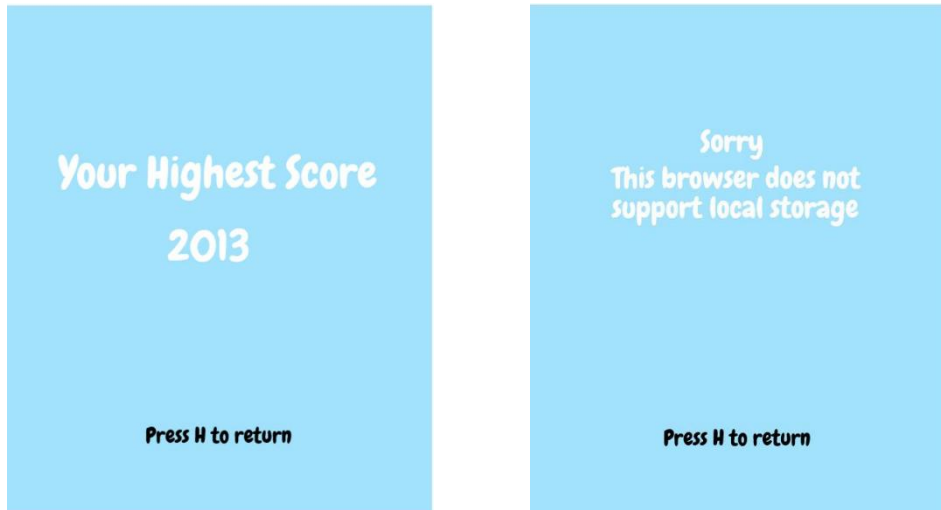 Your Highest Score
2013
Press H to return
Sorry
This browser does not
support local storage
Press H to return